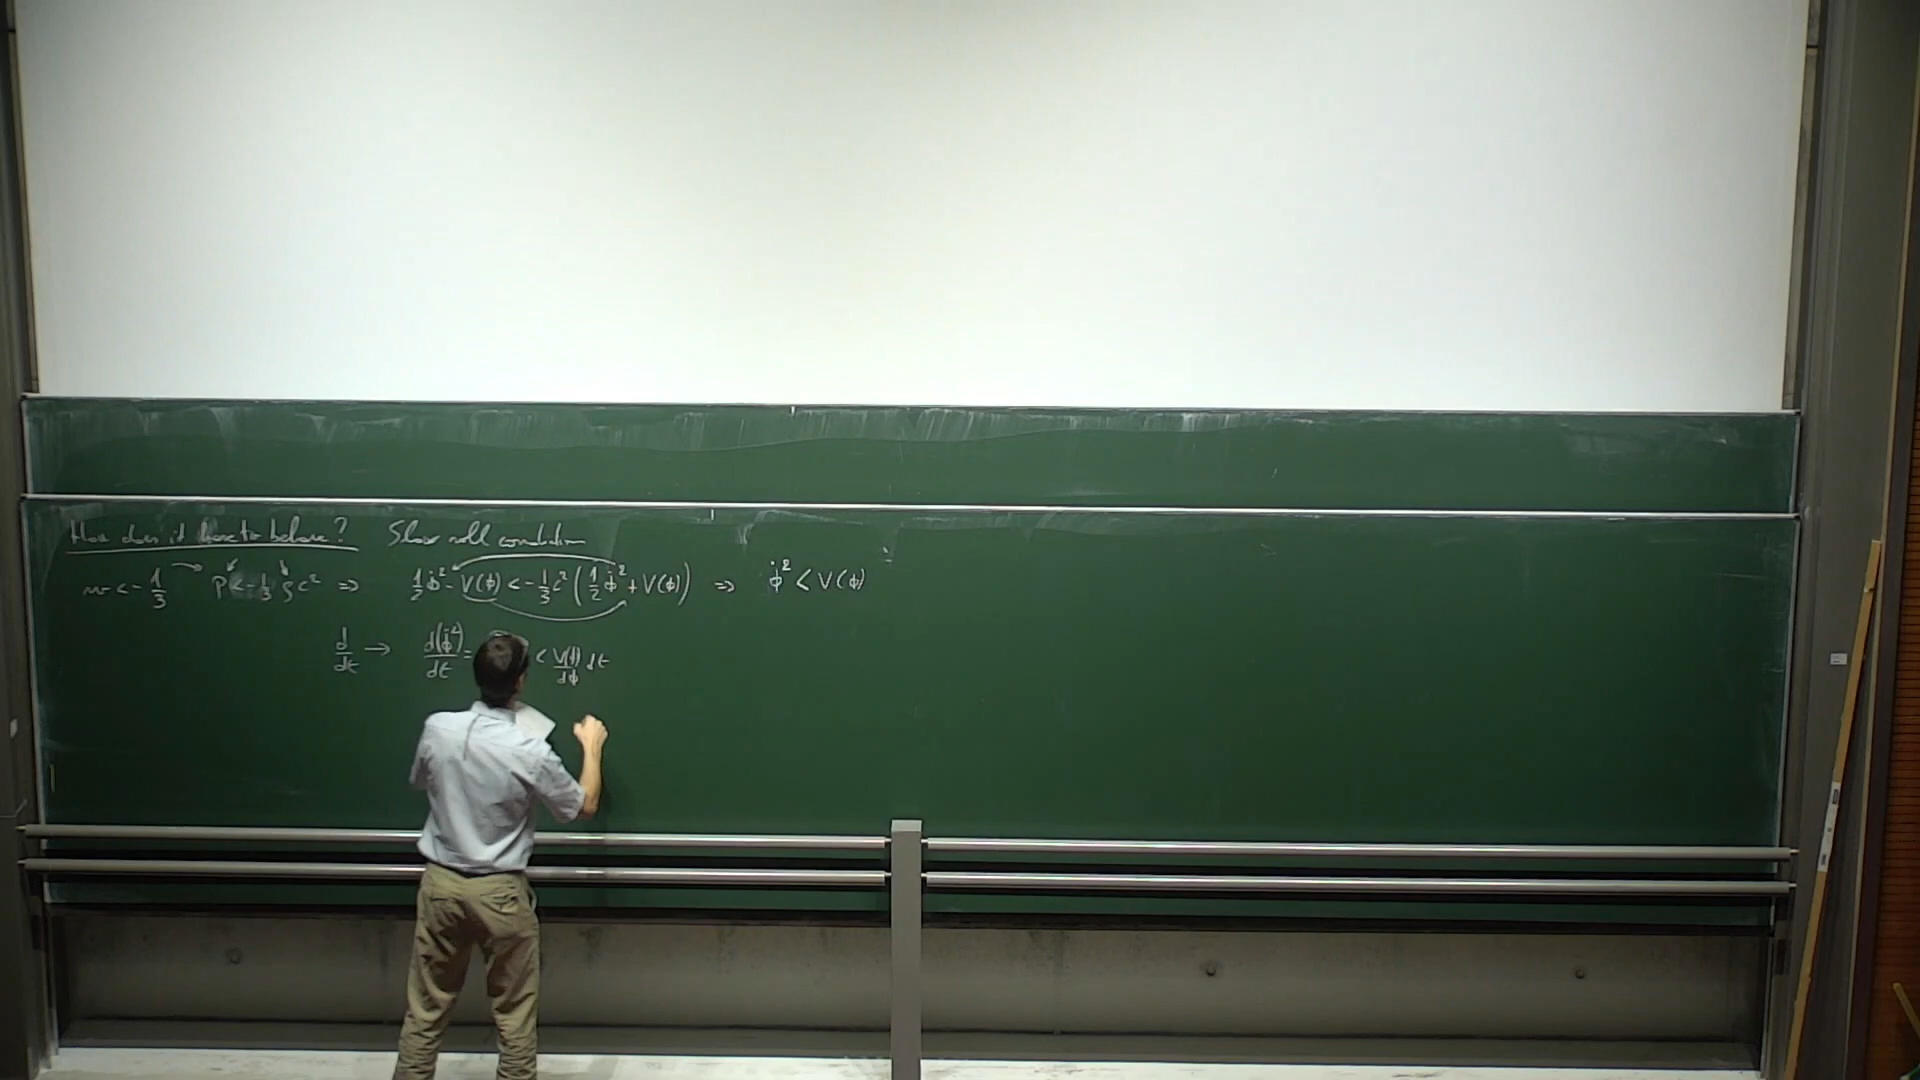 How does it have to behave? Slow roll condition
w < -1/3 → P < -1/3 ρc² ⇒ 1/2 φ̇² - V(φ) < -1/3 c² (1/2 φ̇² + V(φ)) ⇒ φ̇² < V(φ)
d/dt → d(φ̇²)/dt = < V(φ)/dφ dt